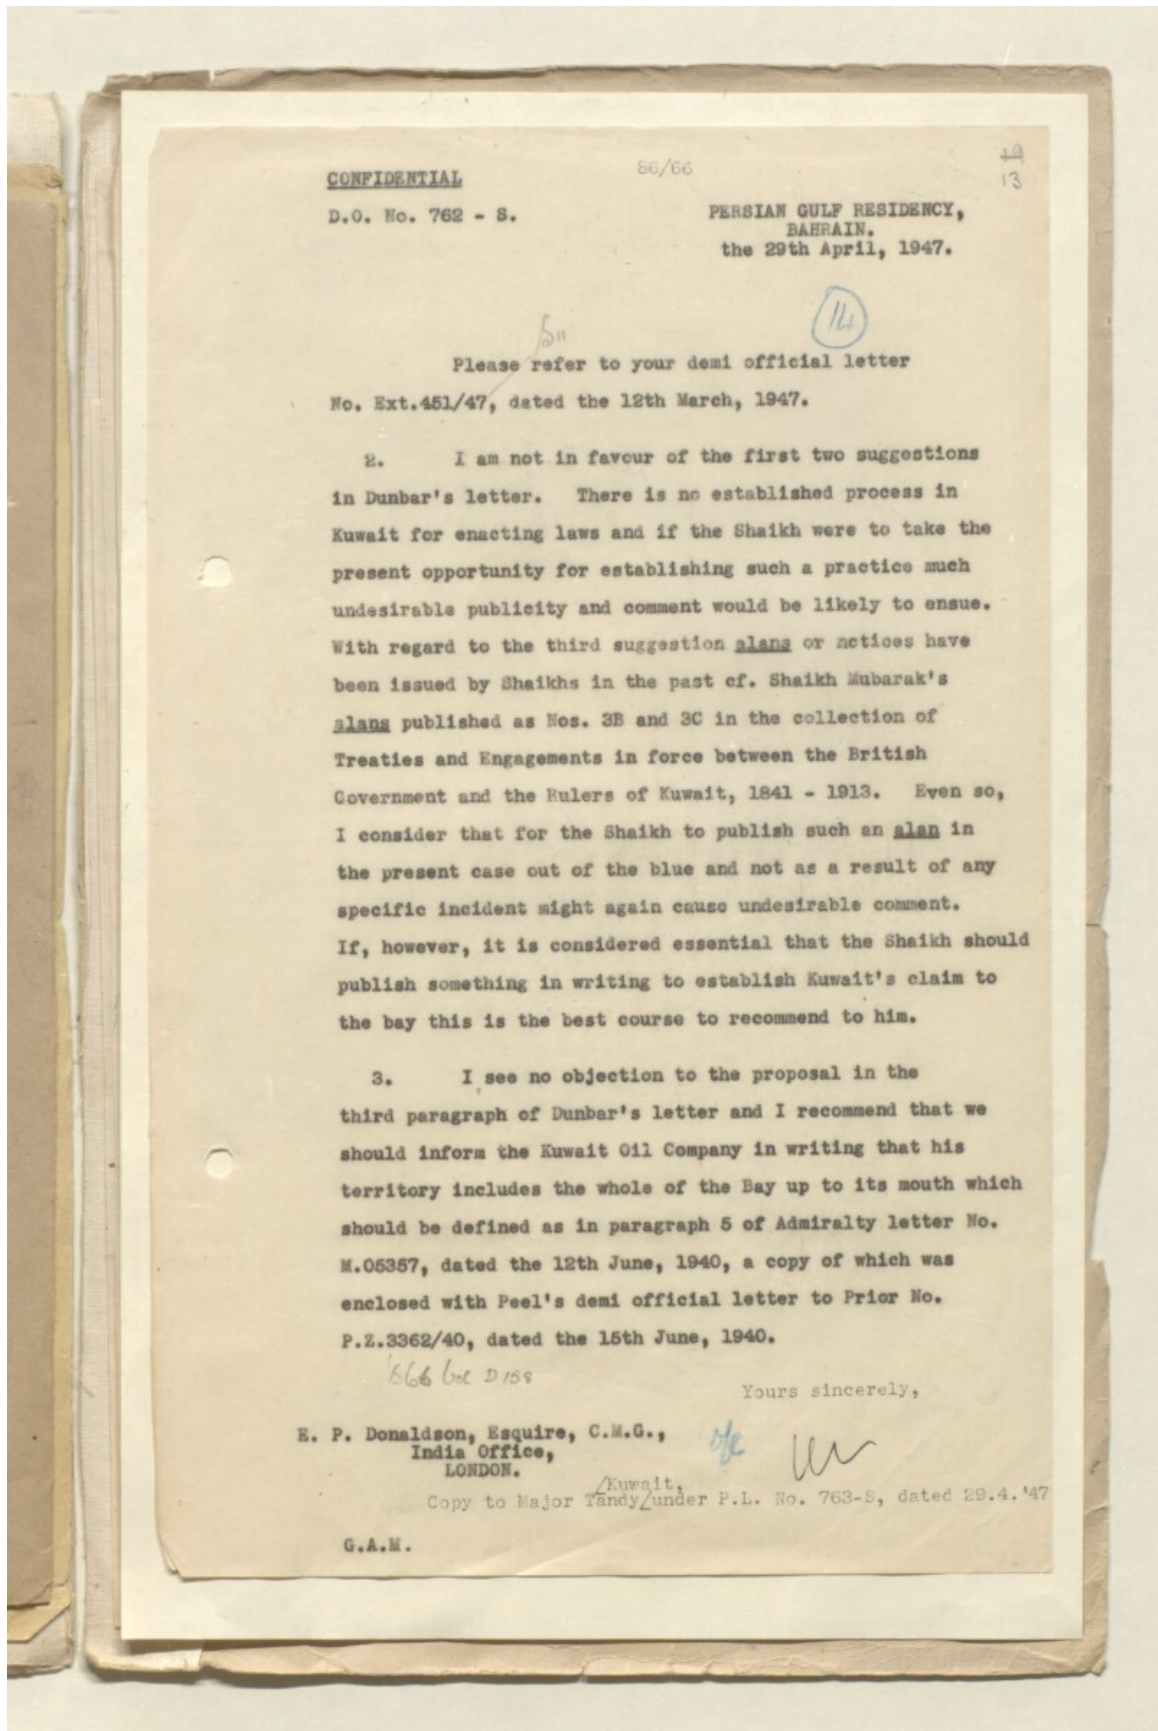 CONFIDENTIAL
86/66
19
13
D.O. No. 762 - S.
PERSIAN GULF RESIDENCY,
BAHRAIN.
the 29th April, 1947.
14
Please refer to your demi official letter
No. Ext.451/47, dated the 12th March, 1947.
2. I am not in favour of the first two suggestions
in Dunbar's letter. There is no established process in
Kuwait for enacting laws and if the Shaikh were to take the
present opportunity for establishing such a practice much
undesirable publicity and comment would be likely to ensue.
With regard to the third suggestion alans or notices have
been issued by Shaikhs in the past cf. Shaikh Mubarak's
alans published as Nos. 3B and 3C in the collection of
Treaties and Engagements in force between the British
Government and the Rulers of Kuwait, 1841 - 1913. Even so,
I consider that for the Shaikh to publish such an alan in
the present case out of the blue and not as a result of any
specific incident might again cause undesirable comment.
If, however, it is considered essential that the Shaikh should
publish something in writing to establish Kuwait's claim to
the bay this is the best course to recommend to him.
3. I see no objection to the proposal in the
third paragraph of Dunbar's letter and I recommend that we
should inform the Kuwait Oil Company in writing that his
territory includes the whole of the Bay up to its mouth which
should be defined as in paragraph 5 of Admiralty letter No.
M.05357, dated the 12th June, 1940, a copy of which was
enclosed with Peel's demi official letter to Prior No.
P.Z.3362/40, dated the 15th June, 1940.
D 158
Yours sincerely,
E. P. Donaldson, Esquire, C.M.G.,
India Office,
LONDON.
/Kuwait,
Copy to Major Tandy/under P.L. No. 763-S, dated 29.4.'47
G.A.M.